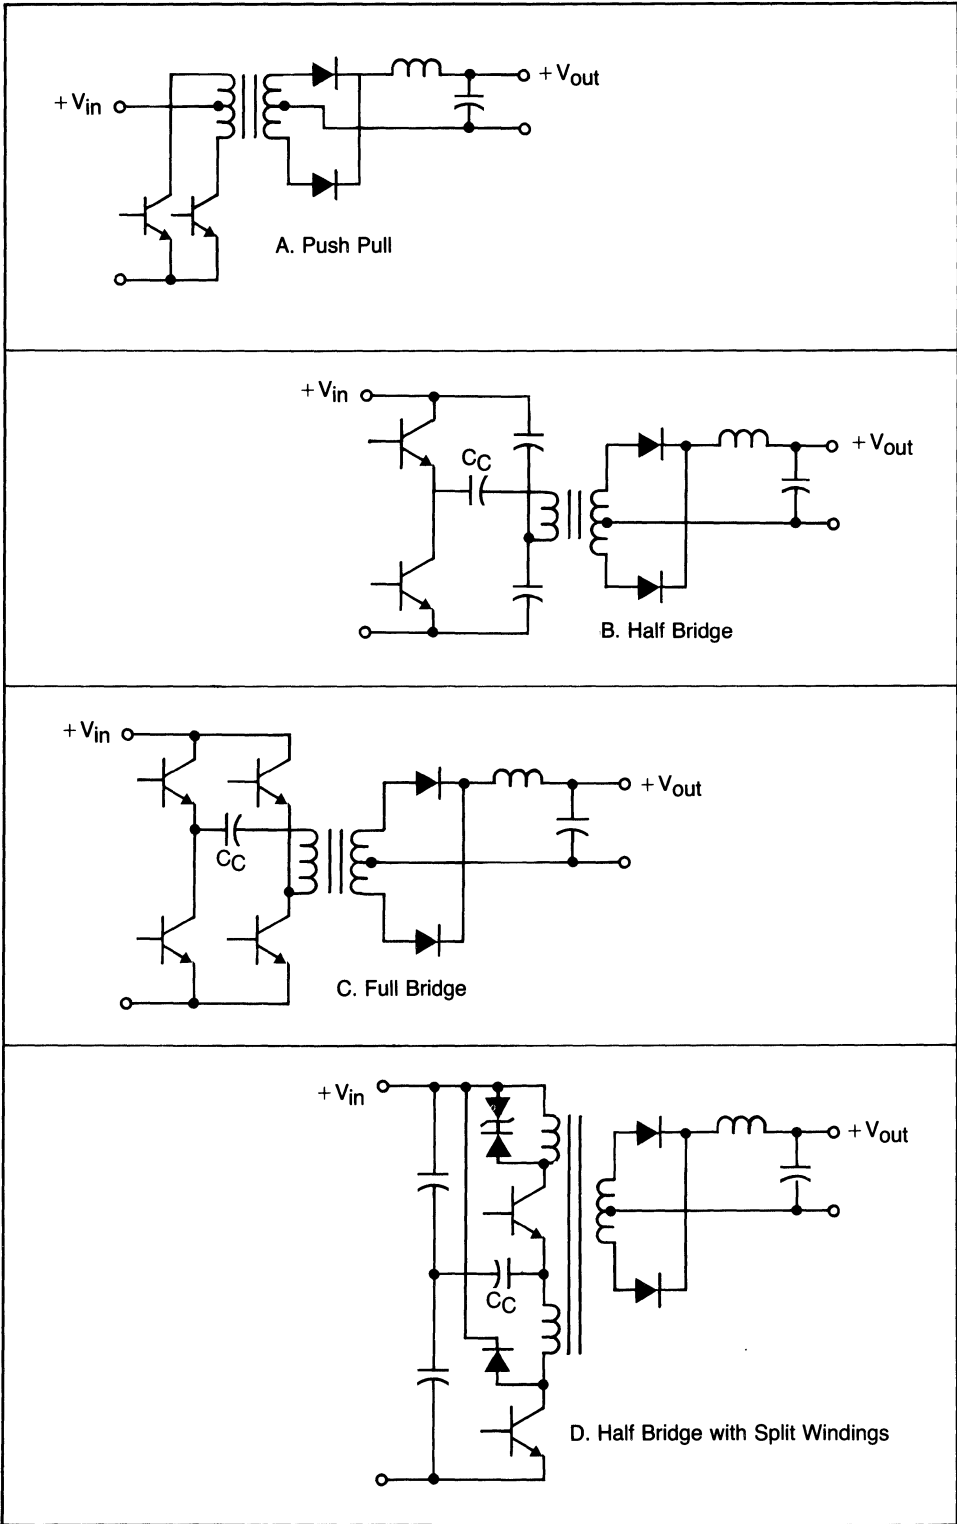 + Vin
+ Vout
A. Push Pull
+ Vin
CC
+ Vout
B. Half Bridge
+ Vin
+ Vout
CC
C. Full Bridge
+ Vin
+ Vout
CC
D. Half Bridge with Split Windings